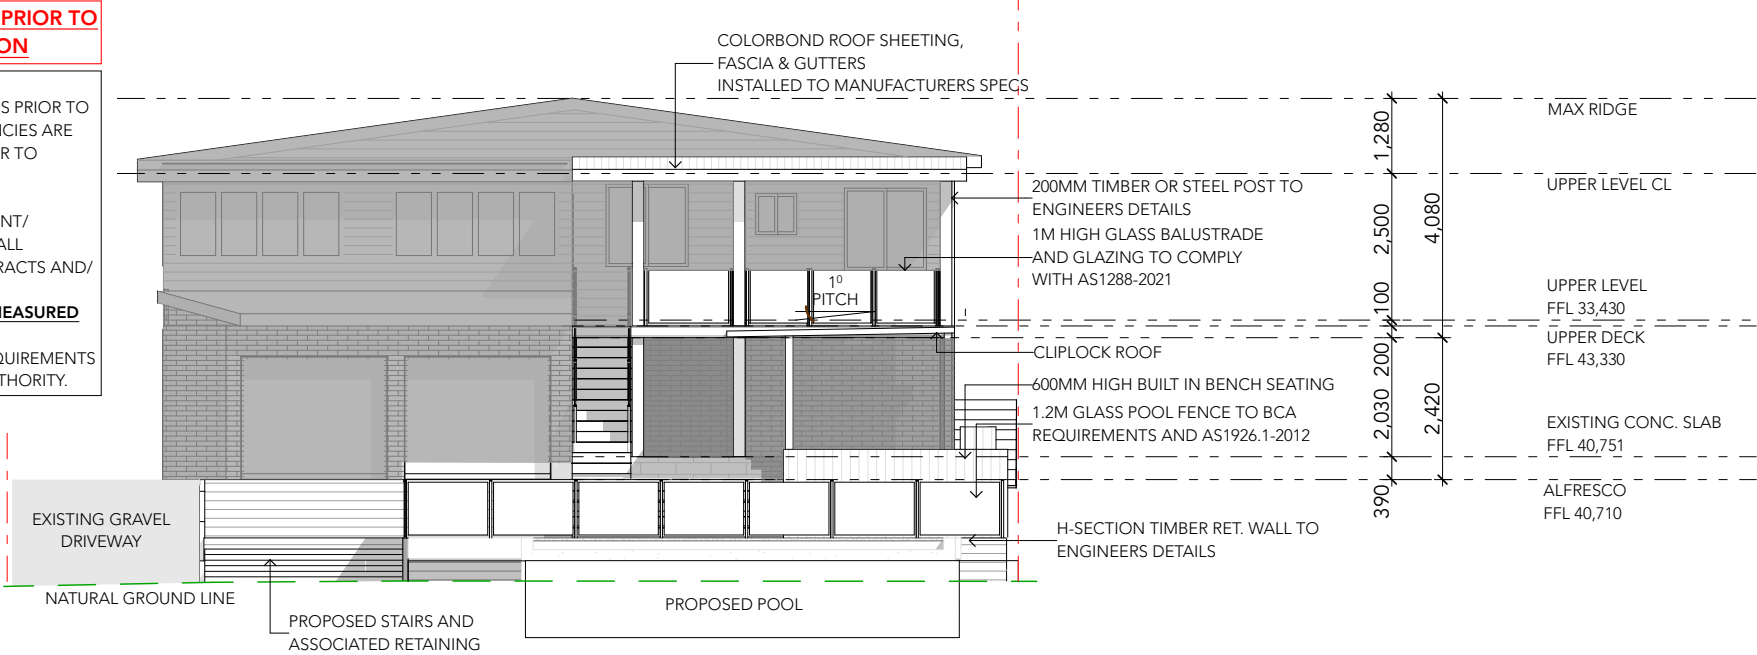 PRIOR TO
ON
S PRIOR TO
NCIES ARE
R TO
NT/
ALL
RACTS AND/
MEASURED
QUIREMENTS
THORITY.
COLORBOND ROOF SHEETING,
FASCIA & GUTTERS
INSTALLED TO MANUFACTURERS SPECS
200MM TIMBER OR STEEL POST TO
ENGINEERS DETAILS
1M HIGH GLASS BALUSTRADE
AND GLAZING TO COMPLY
WITH AS1288-2021
1⁰
PITCH
CLIPLOCK ROOF
600MM HIGH BUILT IN BENCH SEATING
1.2M GLASS POOL FENCE TO BCA
REQUIREMENTS AND AS1926.1-2012
H-SECTION TIMBER RET. WALL TO
ENGINEERS DETAILS
EXISTING GRAVEL
DRIVEWAY
NATURAL GROUND LINE
PROPOSED STAIRS AND
ASSOCIATED RETAINING
PROPOSED POOL
1,280
2,500
100
200
2,030
390
4,080
2,420
MAX RIDGE
UPPER LEVEL CL
UPPER LEVEL
FFL 33,430
UPPER DECK
FFL 43,330
EXISTING CONC. SLAB
FFL 40,751
ALFRESCO
FFL 40,710